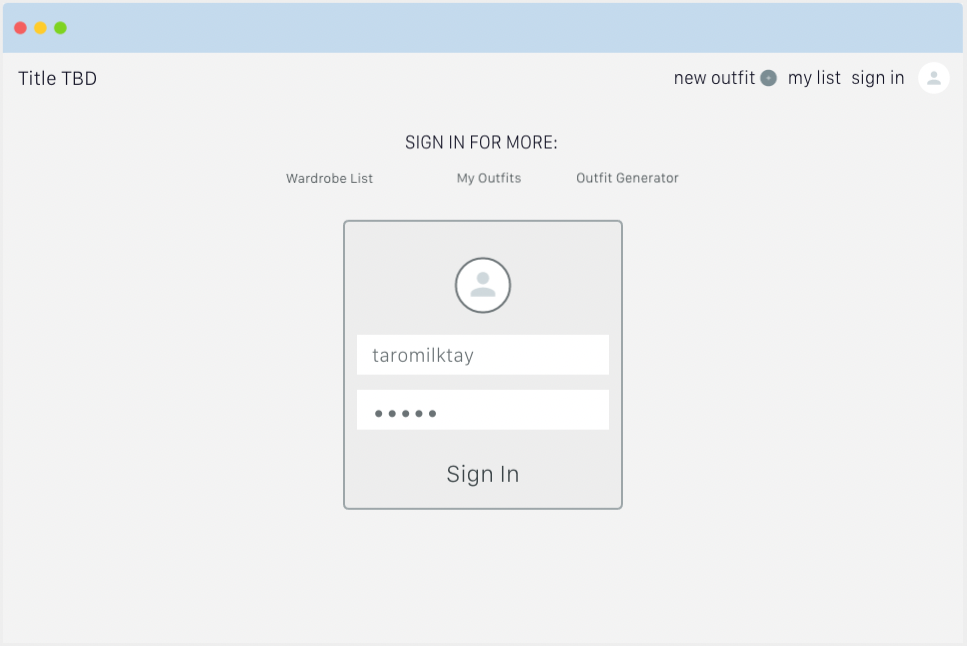 Title TBD
new outfit + my list sign in
SIGN IN FOR MORE:
Wardrobe List My Outfits Outfit Generator
taromilktay
•••••
Sign In